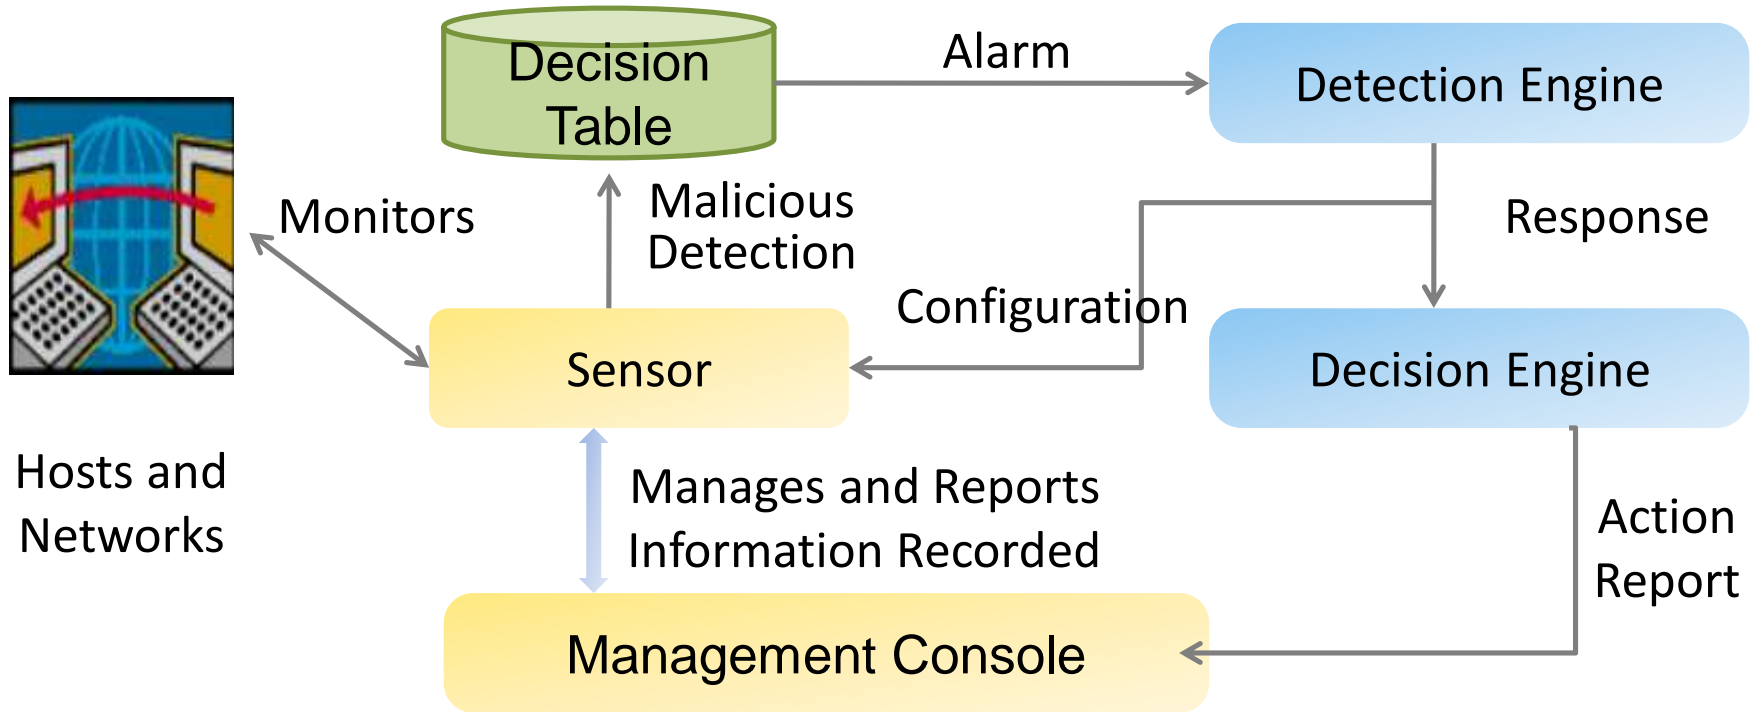 Decision
Table
Alarm
Detection Engine
Monitors
Malicious
Detection
Response
Configuration
Sensor
Decision Engine
Hosts and
Networks
Manages and Reports
Information Recorded
Action
Report
Management Console